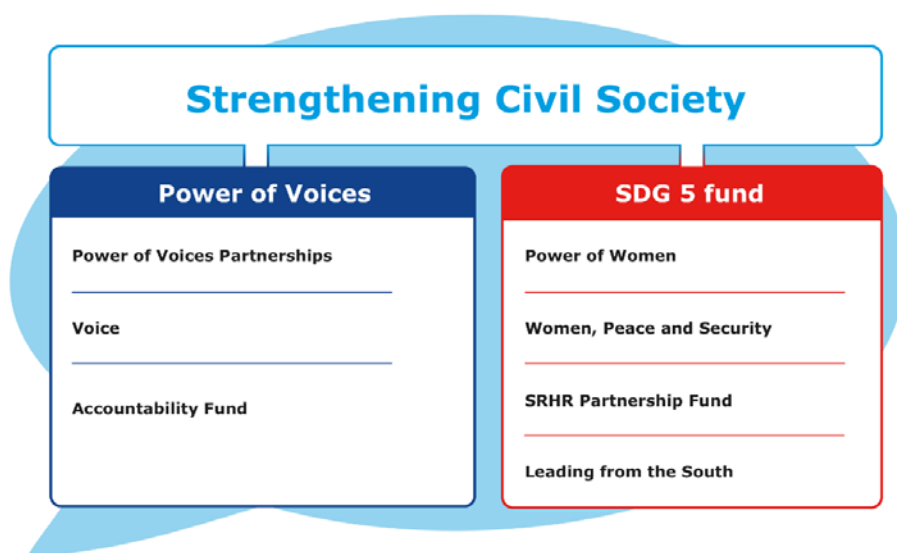 Strengthening Civil Society
Power of Voices
Power of Voices Partnerships
Voice
Accountability Fund
SDG 5 fund
Power of Women
Women, Peace and Security
SRHR Partnership Fund
Leading from the South